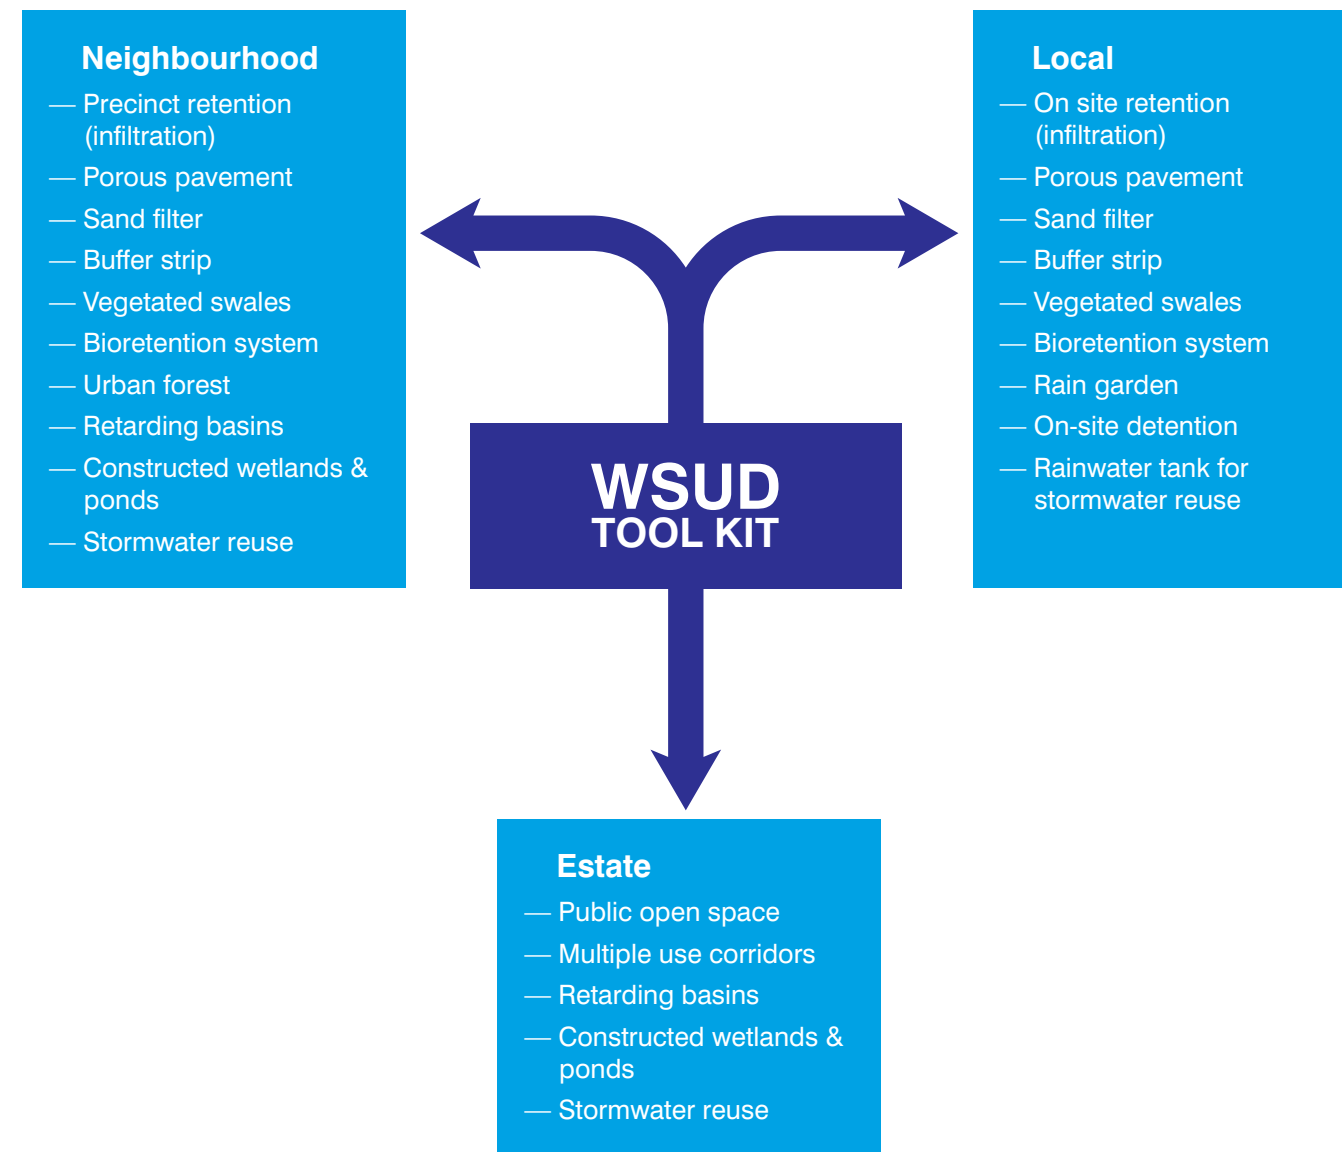 Neighbourhood
— Precinct retention
(infiltration)
— Porous pavement
— Sand filter
— Buffer strip
— Vegetated swales
— Bioretention system
— Urban forest
— Retarding basins
— Constructed wetlands &
ponds
— Stormwater reuse
Local
— On site retention
(infiltration)
— Porous pavement
— Sand filter
— Buffer strip
— Vegetated swales
— Bioretention system
— Rain garden
— On-site detention
— Rainwater tank for
stormwater reuse
WSUD
TOOL KIT
Estate
— Public open space
— Multiple use corridors
— Retarding basins
— Constructed wetlands &
ponds
— Stormwater reuse